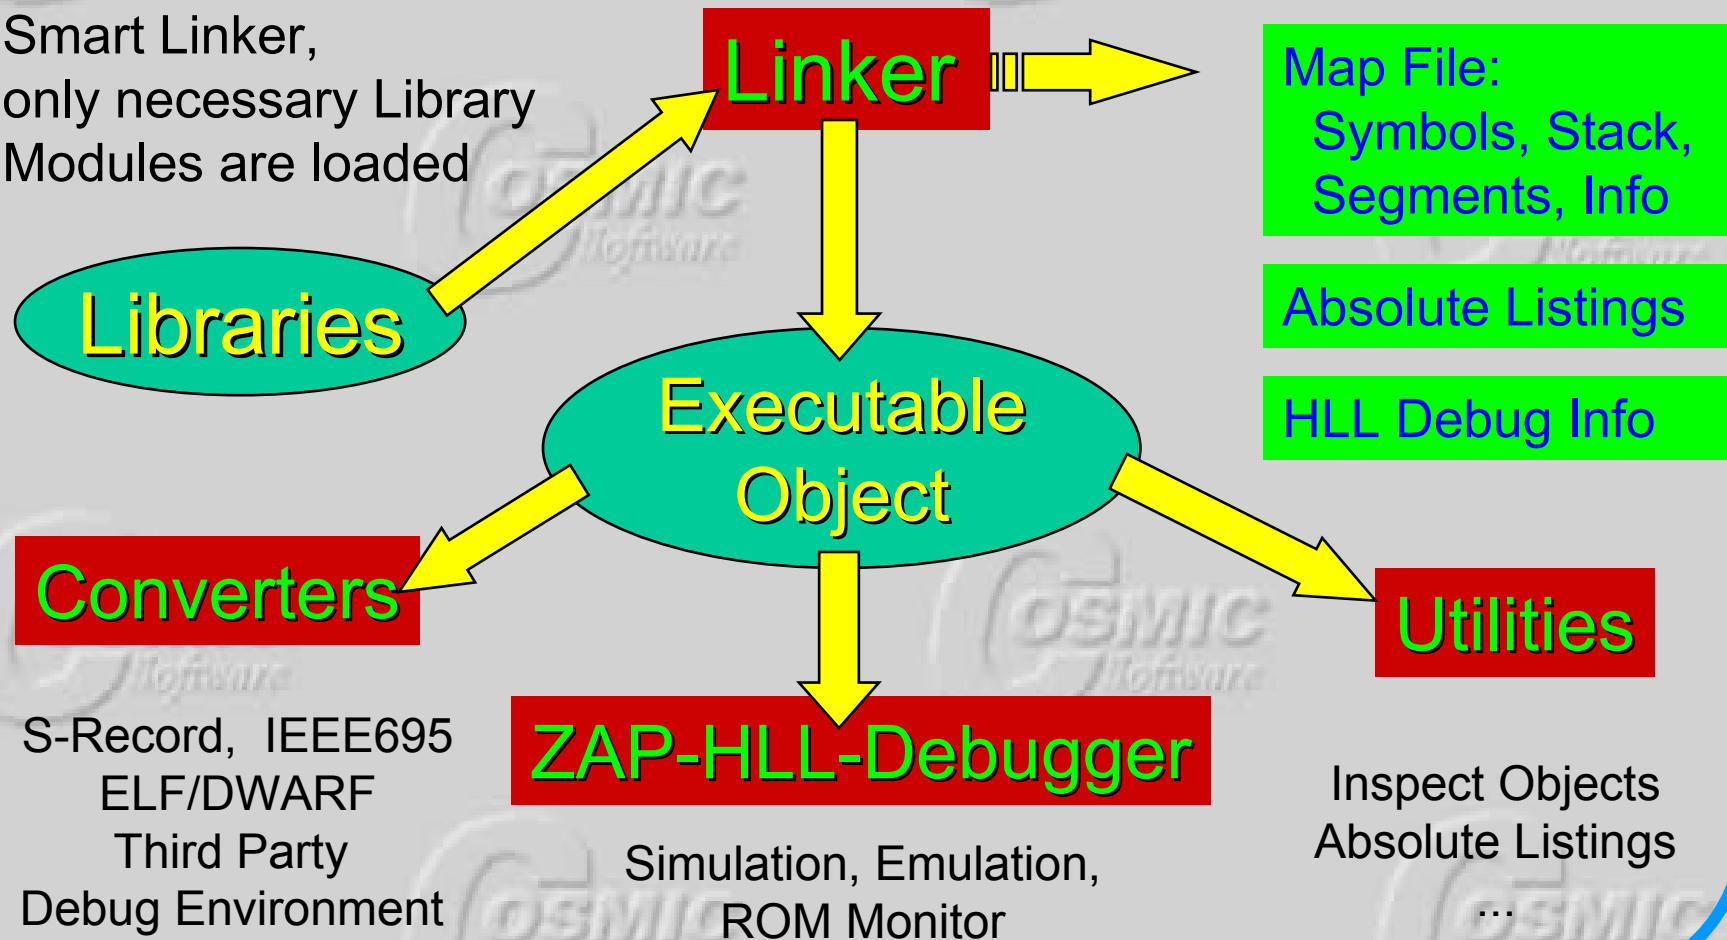 Smart Linker,
only necessary Library
Modules are loaded
Linker
Map File:
Symbols, Stack,
Segments, Info
Absolute Listings
HLL Debug Info
Libraries
Executable
Object
Converters
S-Record, IEEE695
ELF/DWARF
Third Party
Debug Environment
ZAP-HLL-Debugger
Simulation, Emulation,
ROM Monitor
Utilities
Inspect Objects
Absolute Listings
...
COSMIC
Software